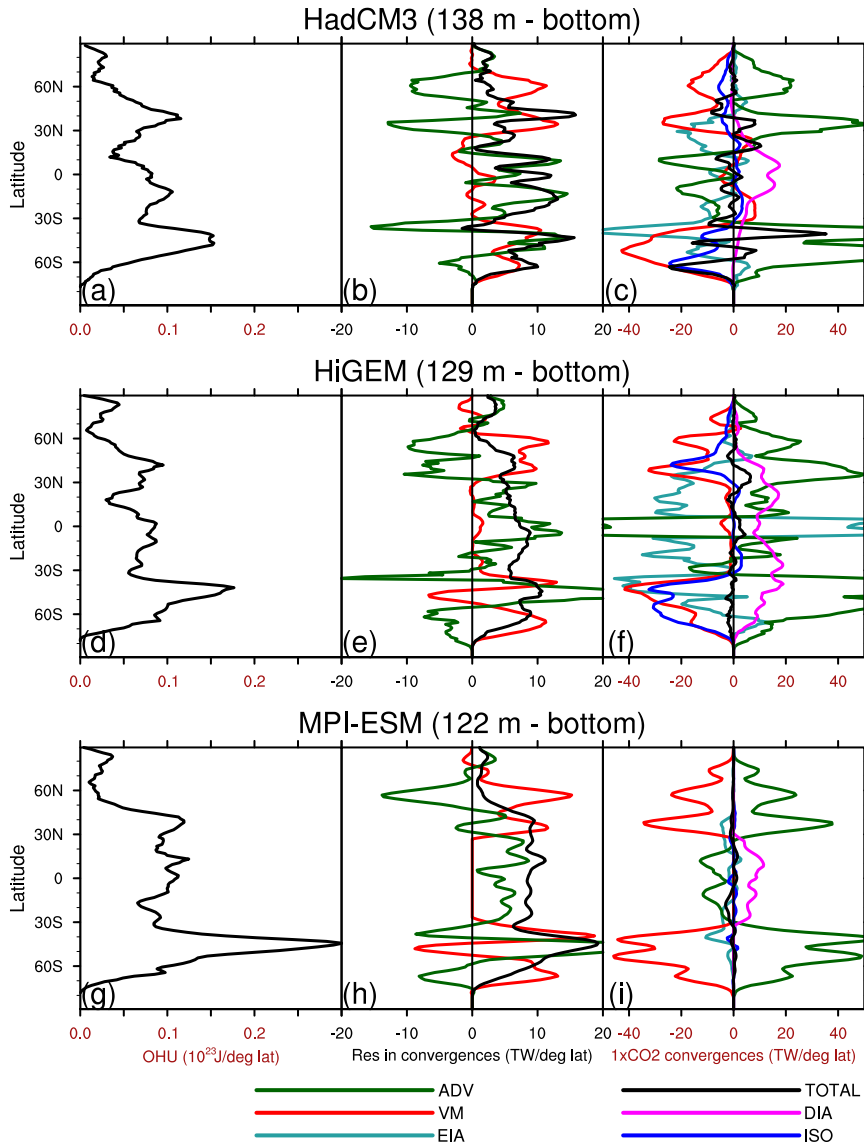 HadCM3 (138 m - bottom)
Latitude
60N
30N
0
30S
60S
(a)
(b)
(c)
0.0 0.1 0.2 -20 0 10 20 -40 -20 0 20 40
HiGEM (129 m - bottom)
Latitude
60N
30N
0
30S
60S
(d)
(e)
(f)
0.0 0.1 0.2 -20 0 10 20 -40 -20 0 20 40
MPI-ESM (122 m - bottom)
Latitude
60N
30N
0
30S
60S
(g)
(h)
(i)
0.0 0.1 0.2 -20 0 10 20 -40 -20 0 20 40
OHU (10²³J/deg lat) Res in convergences (TW/deg lat) 1xCO2 convergences (TW/deg lat)
ADV TOTAL
VM DIA
EIA ISO